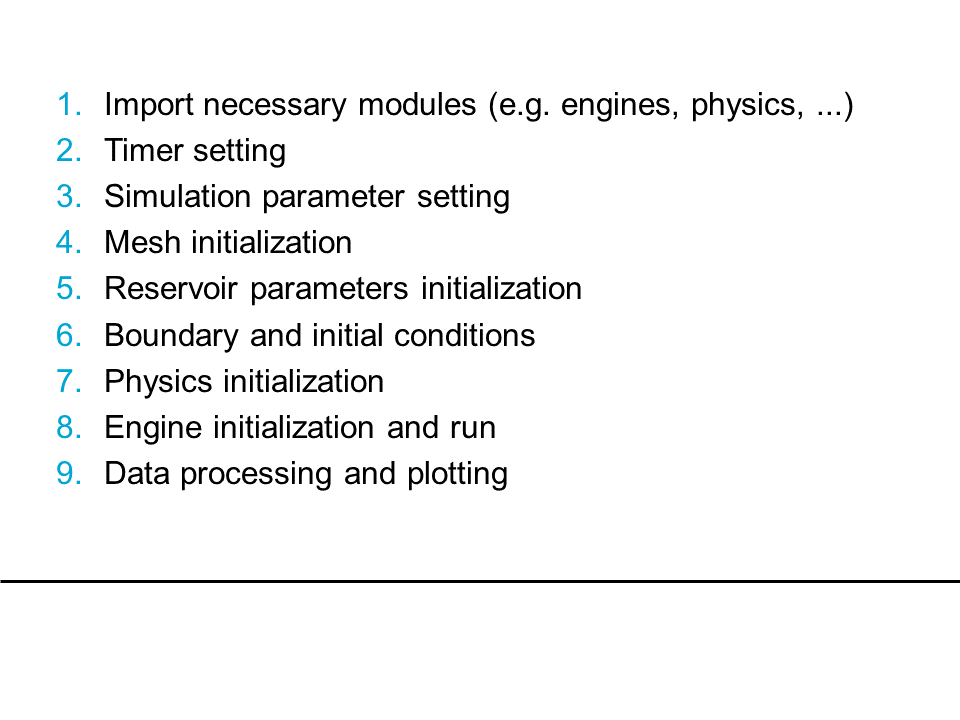 1. Import necessary modules (e.g. engines, physics, ...)
2. Timer setting
3. Simulation parameter setting
4. Mesh initialization
5. Reservoir parameters initialization
6. Boundary and initial conditions
7. Physics initialization
8. Engine initialization and run
9. Data processing and plotting